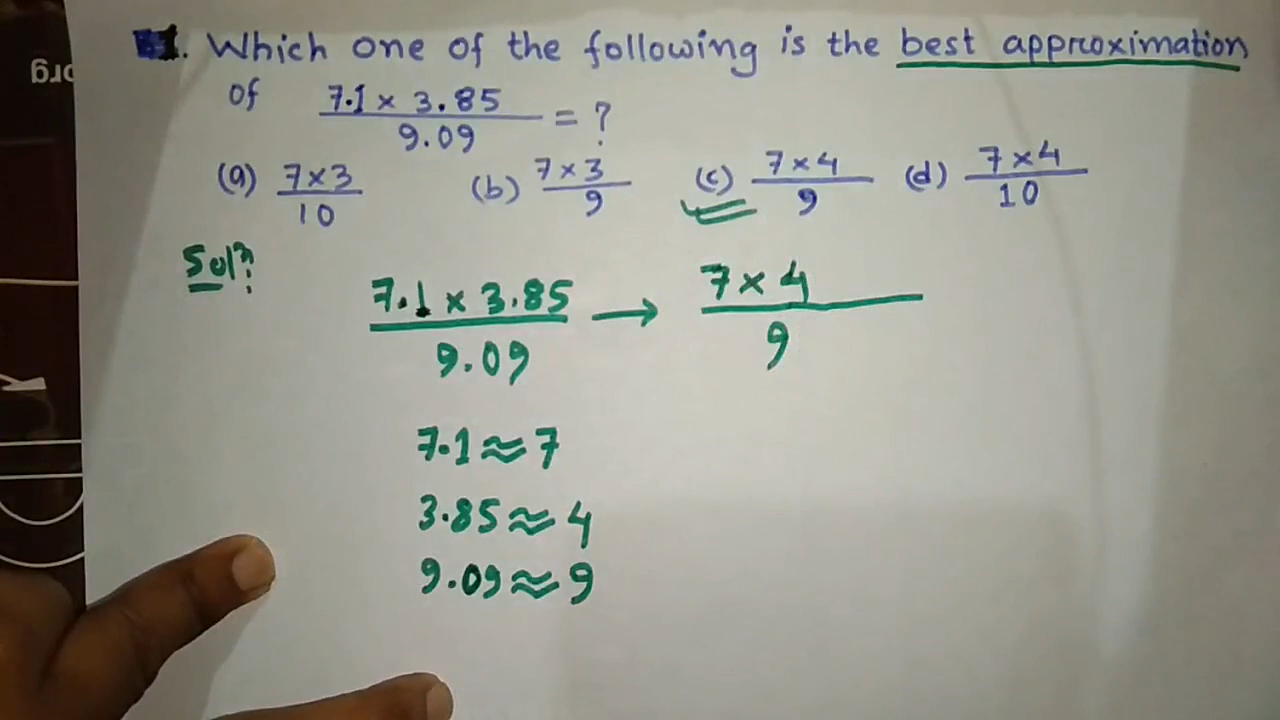 1. Which one of the following is the best approximation
of 7.1 × 3.85 / 9.09 = ?
(a) 7×3 / 10 (b) 7×3 / 9 (c) 7×4 / 9 (d) 7×4 / 10
Solⁿ:
7.1 × 3.85 / 9.09 → 7×4 / 9
7.1 ≈ 7
3.85 ≈ 4
9.09 ≈ 9